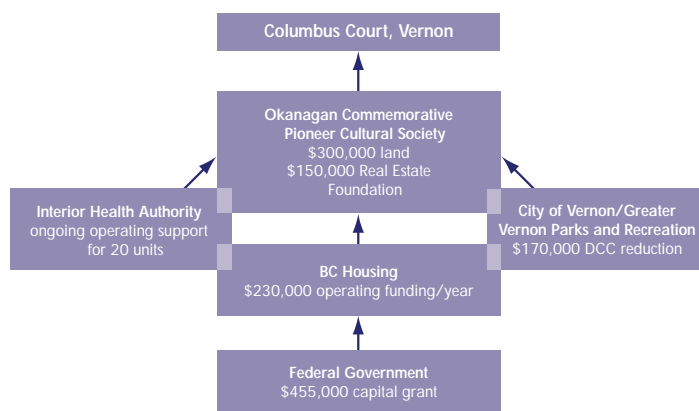 Columbus Court, Vernon
Okanagan Commemorative
Pioneer Cultural Society
$300,000 land
$150,000 Real Estate
Foundation
Interior Health Authority
ongoing operating support
for 20 units
City of Vernon/Greater
Vernon Parks and Recreation
$170,000 DCC reduction
BC Housing
$230,000 operating funding/year
Federal Government
$455,000 capital grant